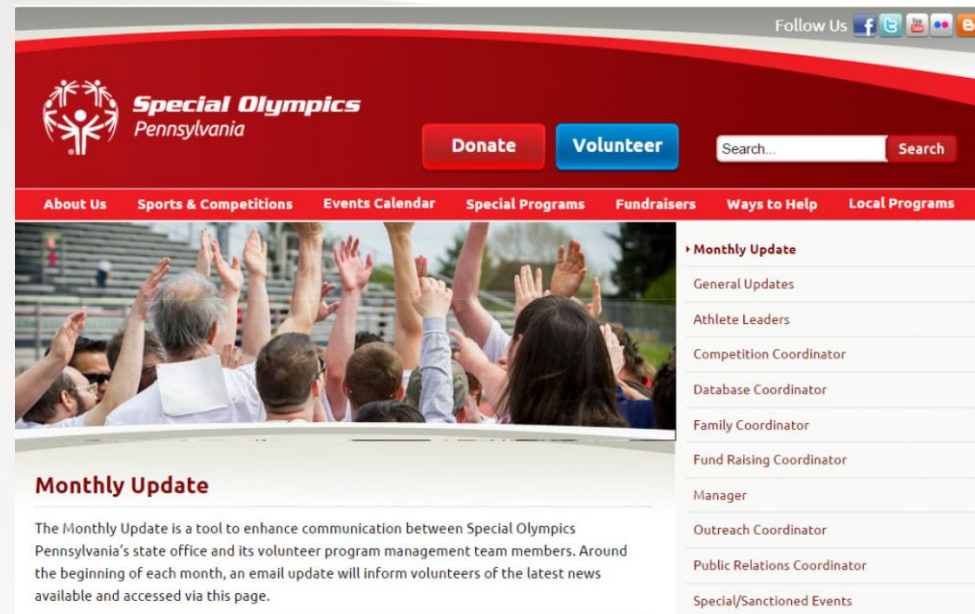 Follow Us
Special Olympics
Pennsylvania
Donate
Volunteer
Search...
Search
About Us
Sports & Competitions
Events Calendar
Special Programs
Fundraisers
Ways to Help
Local Programs
Monthly Update
General Updates
Athlete Leaders
Competition Coordinator
Database Coordinator
Family Coordinator
Fund Raising Coordinator
Manager
Outreach Coordinator
Public Relations Coordinator
Special/Sanctioned Events
Monthly Update
The Monthly Update is a tool to enhance communication between Special Olympics
Pennsylvania's state office and its volunteer program management team members. Around
the beginning of each month, an email update will inform volunteers of the latest news
available and accessed via this page.